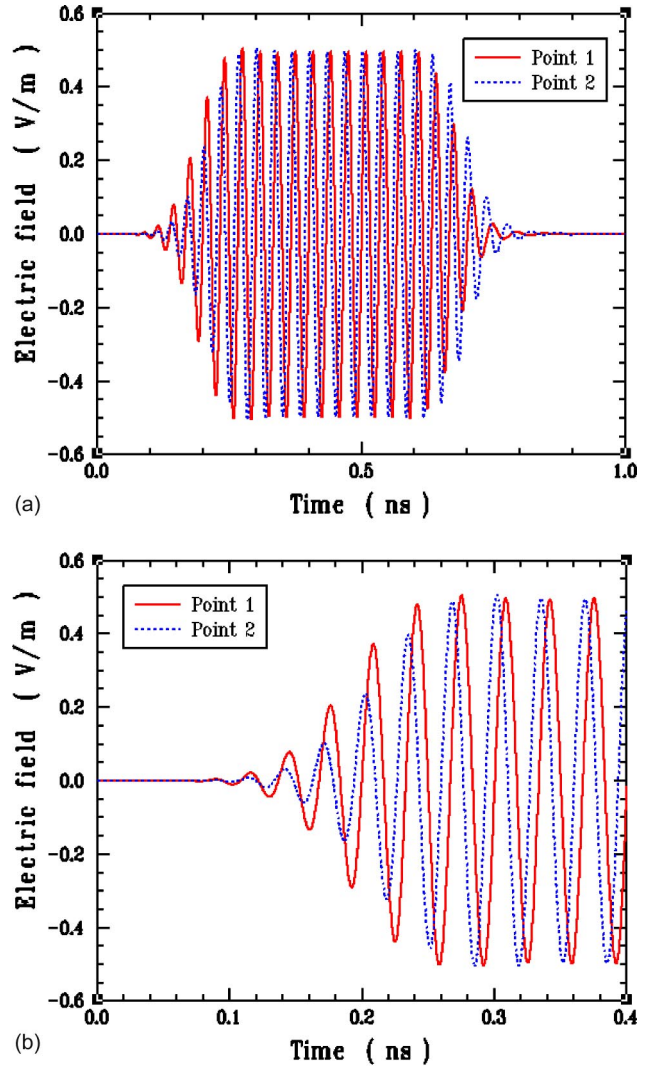 0.6
0.4
0.2
0.0
-0.2
-0.4
-0.6
Electric field ( V/m )
Point 1
Point 2
0.0
0.5
1.0
Time ( ns )
(a)
0.6
0.4
0.2
0.0
-0.2
-0.4
-0.6
Electric field ( V/m )
Point 1
Point 2
0.0
0.1
0.2
0.3
0.4
Time ( ns )
(b)